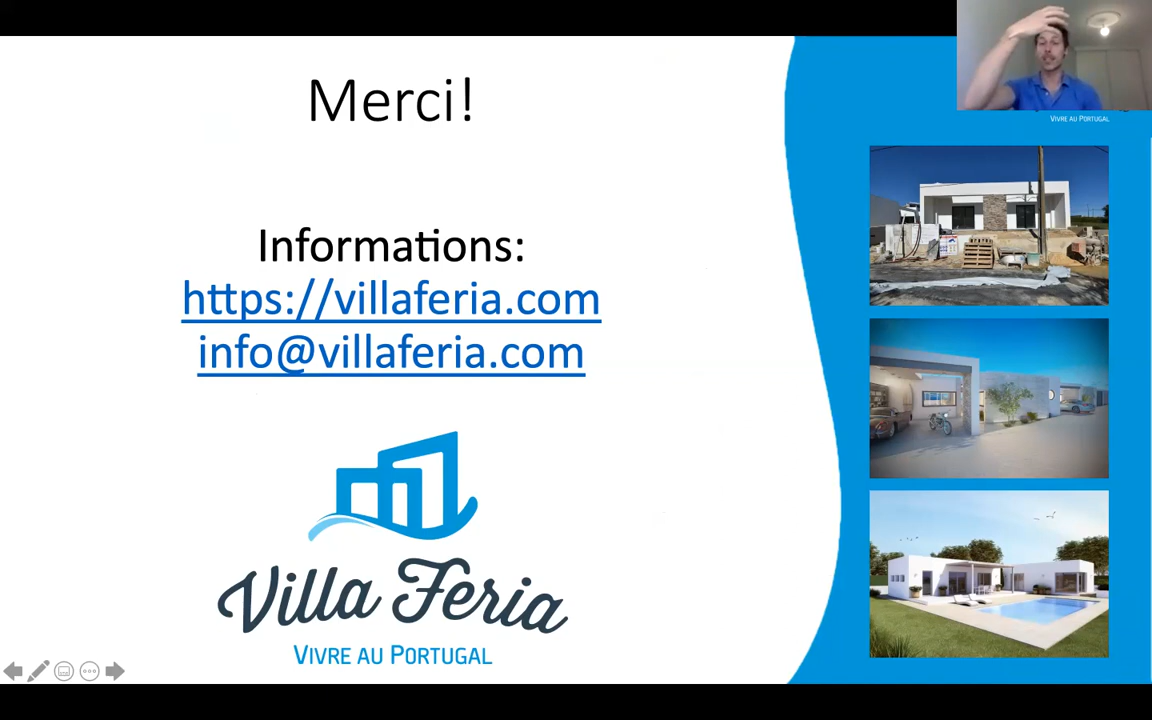 Merci!
Informations:
https://villaferia.com
info@villaferia.com
Villa Feria
VIVRE AU PORTUGAL
VIVRE AU PORTUGAL